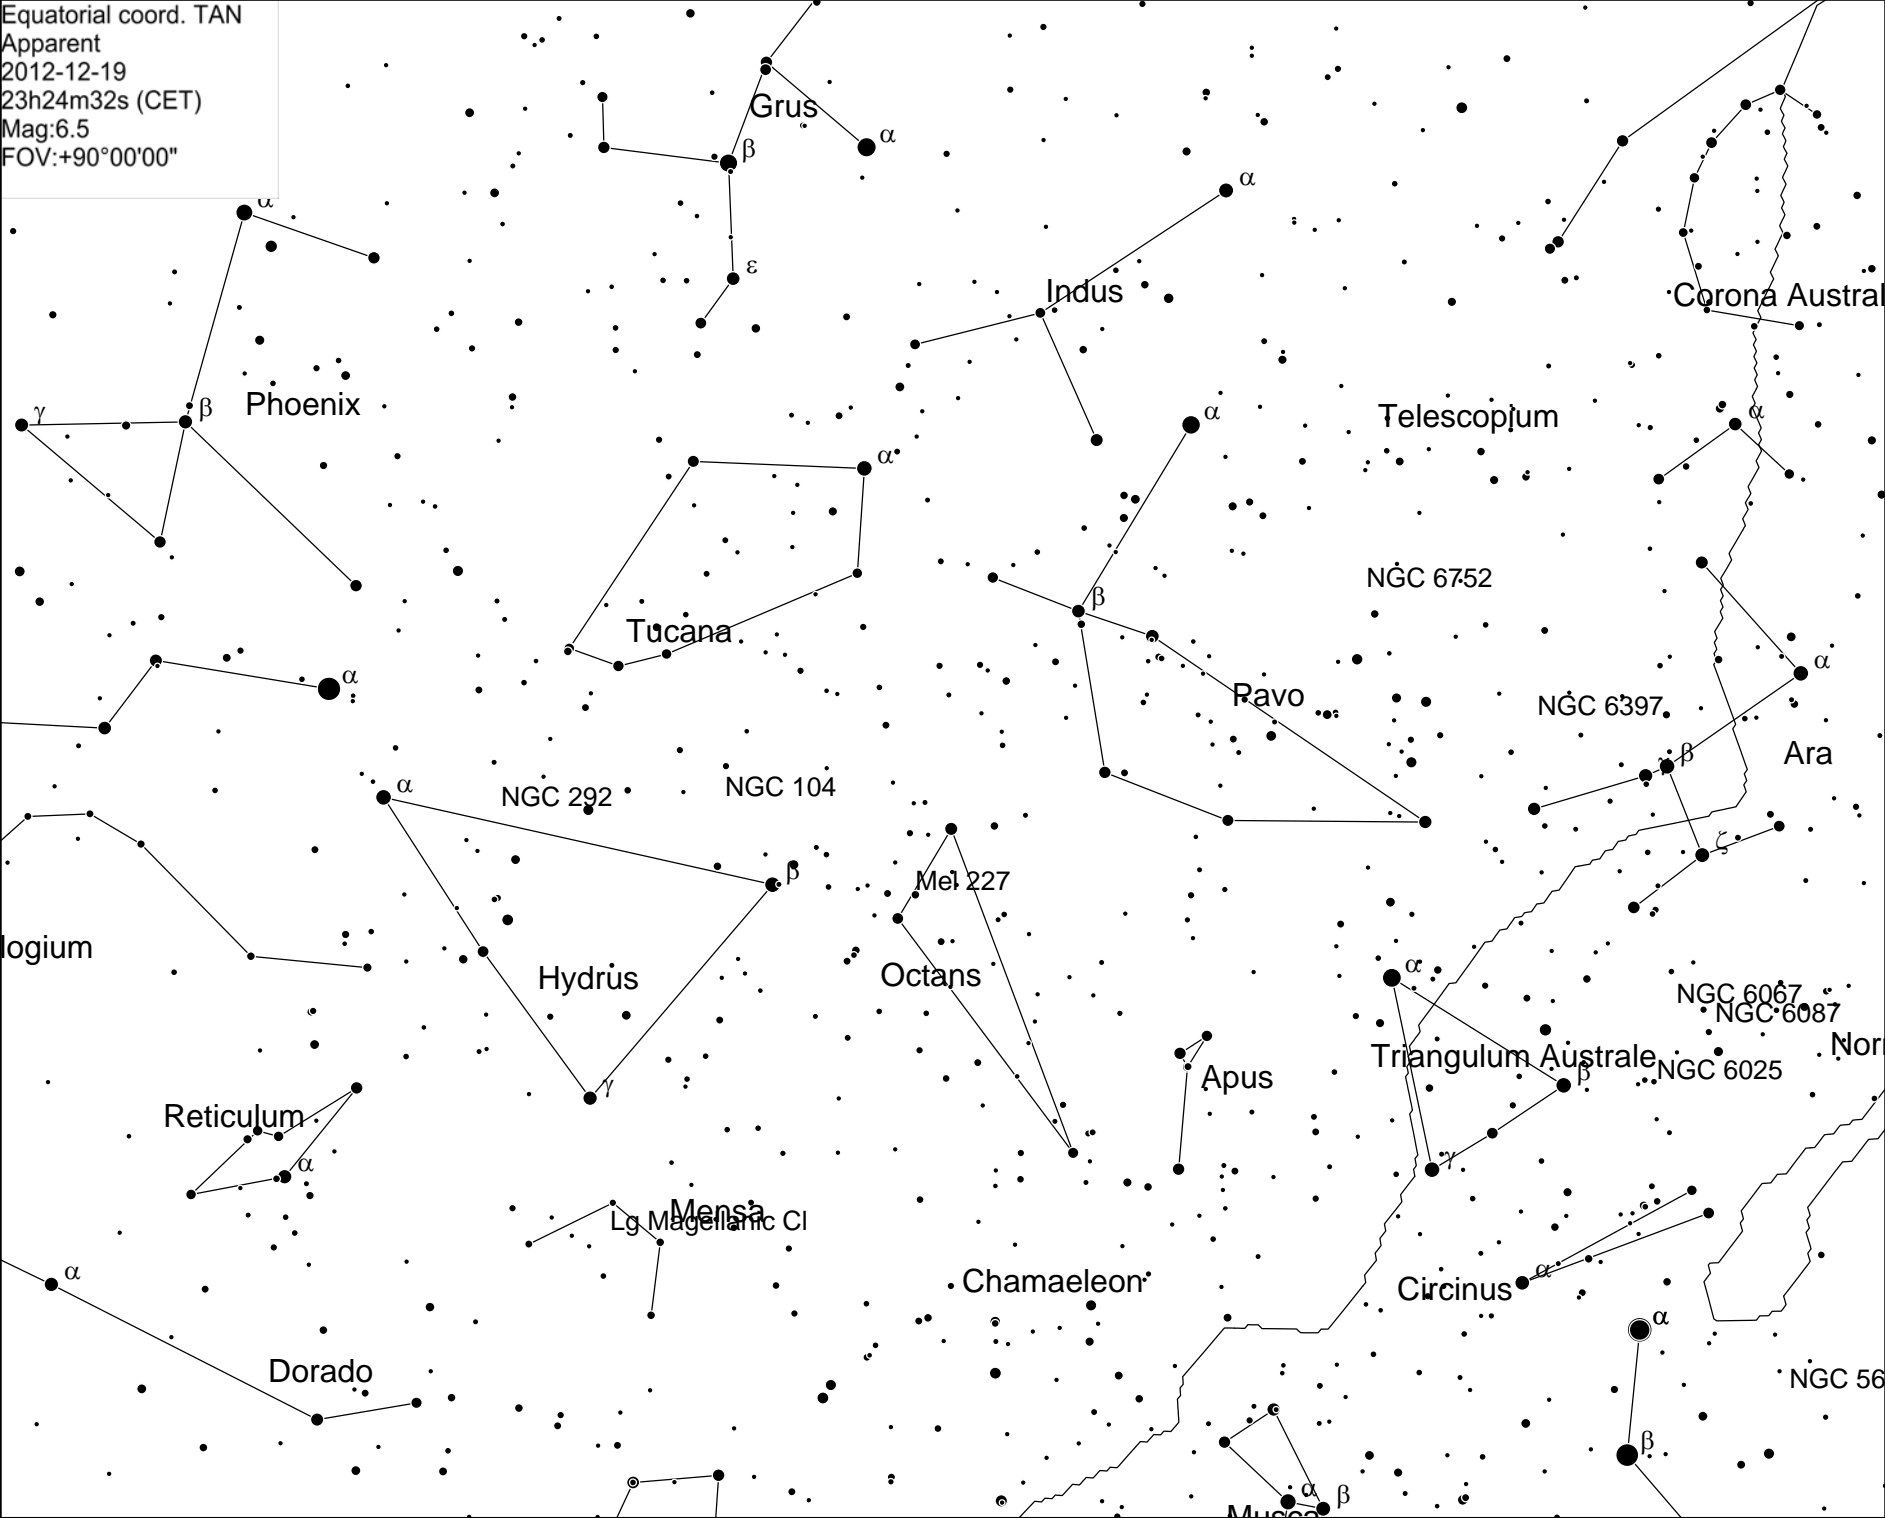 Equatorial coord. TAN
Apparent
2012-12-19
23h24m32s (CET)
Mag:6.5
FOV:+90°00'00"
Grus
α
β
α
α
ε
Indus
Corona Austral
Phoenix
β
γ
α
Telescopium
α
α
NGC 6752
β
Tucana
α
α
Pavo
NGC 6397
β
Ara
α
NGC 292
NGC 104
ζ
β
Mel 227
logium
Hydrus
Octans
α
NGC 6067
NGC 6087
Nor
Triangulum Australe
NGC 6025
β
Apus
γ
Reticulum
α
γ
Mensa
Lg Magellanic Cl
α
Chamaeleon
Circinus
α
α
Dorado
NGC 56
β
α
β
Musca